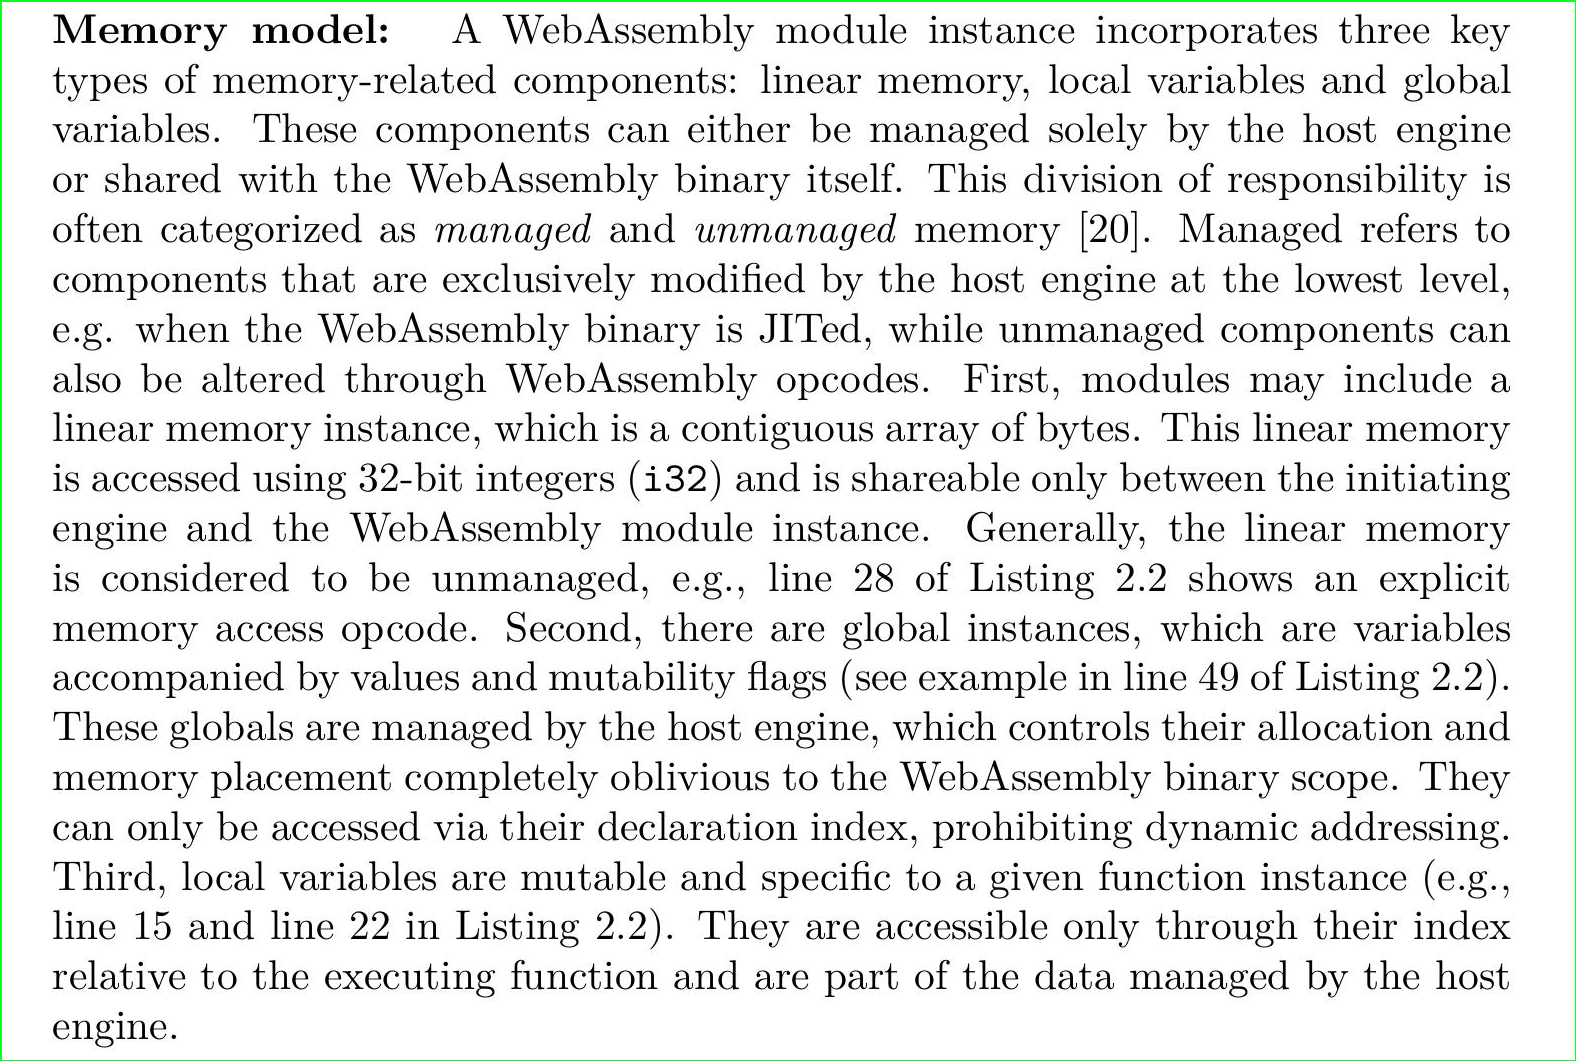 Memory model: A WebAssembly module instance incorporates three key
types of memory-related components: linear memory, local variables and global
variables. These components can either be managed solely by the host engine
or shared with the WebAssembly binary itself. This division of responsibility is
often categorized as managed and unmanaged memory [20]. Managed refers to
components that are exclusively modified by the host engine at the lowest level,
e.g. when the WebAssembly binary is JITed, while unmanaged components can
also be altered through WebAssembly opcodes. First, modules may include a
linear memory instance, which is a contiguous array of bytes. This linear memory
is accessed using 32-bit integers (i32) and is shareable only between the initiating
engine and the WebAssembly module instance. Generally, the linear memory
is considered to be unmanaged, e.g., line 28 of Listing 2.2 shows an explicit
memory access opcode. Second, there are global instances, which are variables
accompanied by values and mutability flags (see example in line 49 of Listing 2.2).
These globals are managed by the host engine, which controls their allocation and
memory placement completely oblivious to the WebAssembly binary scope. They
can only be accessed via their declaration index, prohibiting dynamic addressing.
Third, local variables are mutable and specific to a given function instance (e.g.,
line 15 and line 22 in Listing 2.2). They are accessible only through their index
relative to the executing function and are part of the data managed by the host
engine.